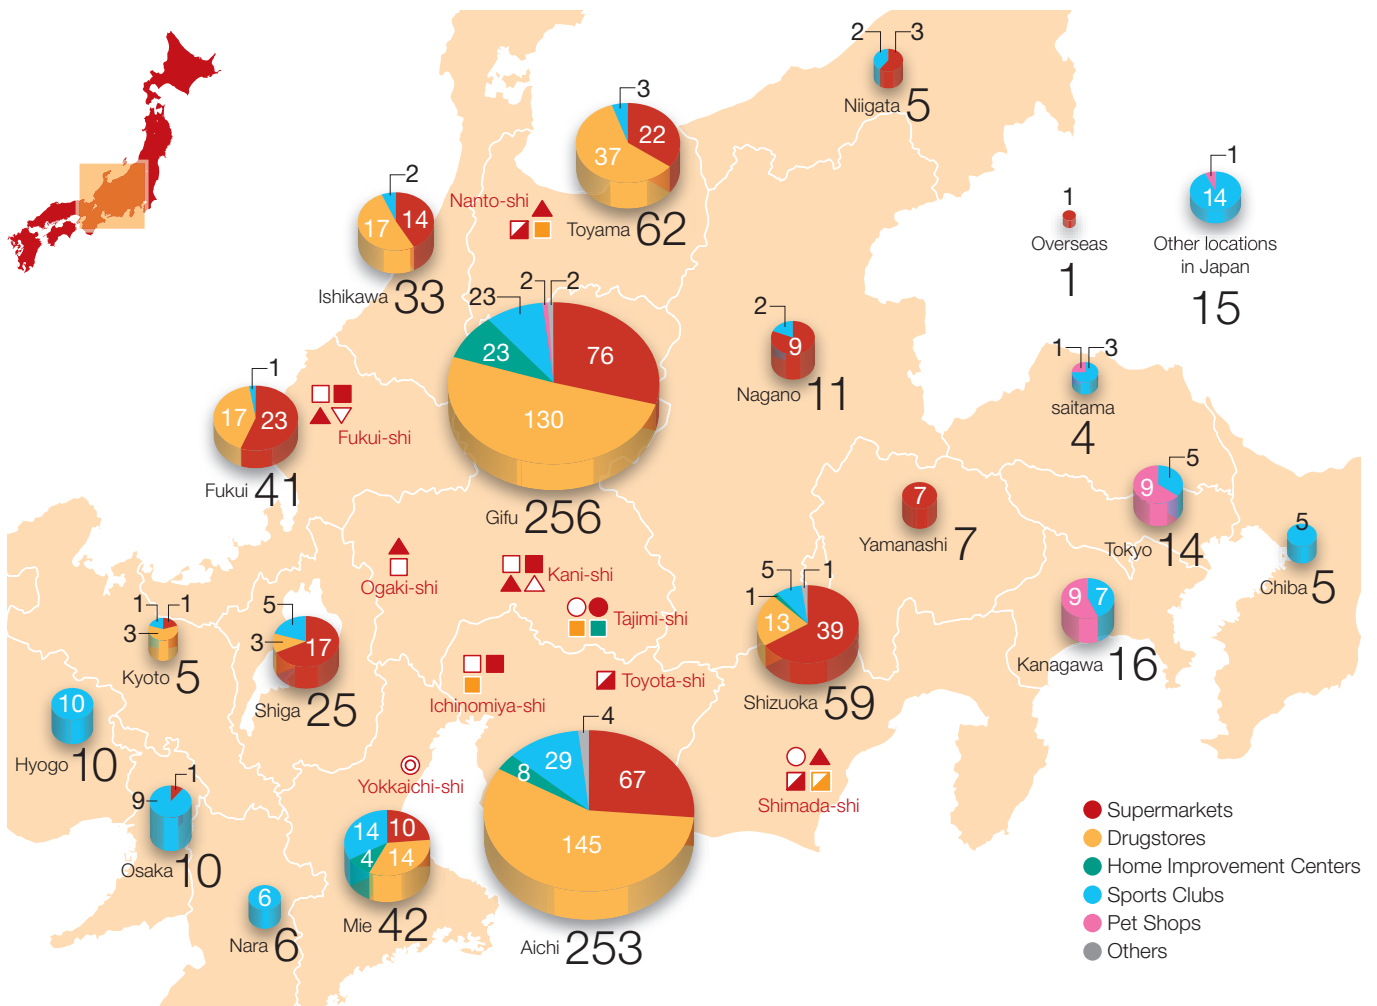 2
3
Niigata 5
3
22
37
Toyama 62
2
14
17
Ishikawa 33
Nanto-shi
1
Overseas
1
1
14
Other locations
in Japan
15
2
2
23
23
76
130
Gifu 256
2
9
Nagano 11
1
3
saitama
4
1
17
23
Fukui 41
Fukui-shi
5
9
Tokyo 14
7
Yamanashi 7
5
Chiba 5
Ogaki-shi
Kani-shi
Tajimi-shi
1
1
3
Kyoto 5
5
3
17
Shiga 25
5
1
1
13
39
Shizuoka 59
9
7
Kanagawa 16
Ichinomiya-shi
Toyota-shi
10
Hyogo 10
Yokkaichi-shi
4
29
8
67
145
Aichi 253
Shimada-shi
1
9
Osaka 10
14
10
4
14
Mie 42
6
Nara 6
Supermarkets
Drugstores
Home Improvement Centers
Sports Clubs
Pet Shops
Others